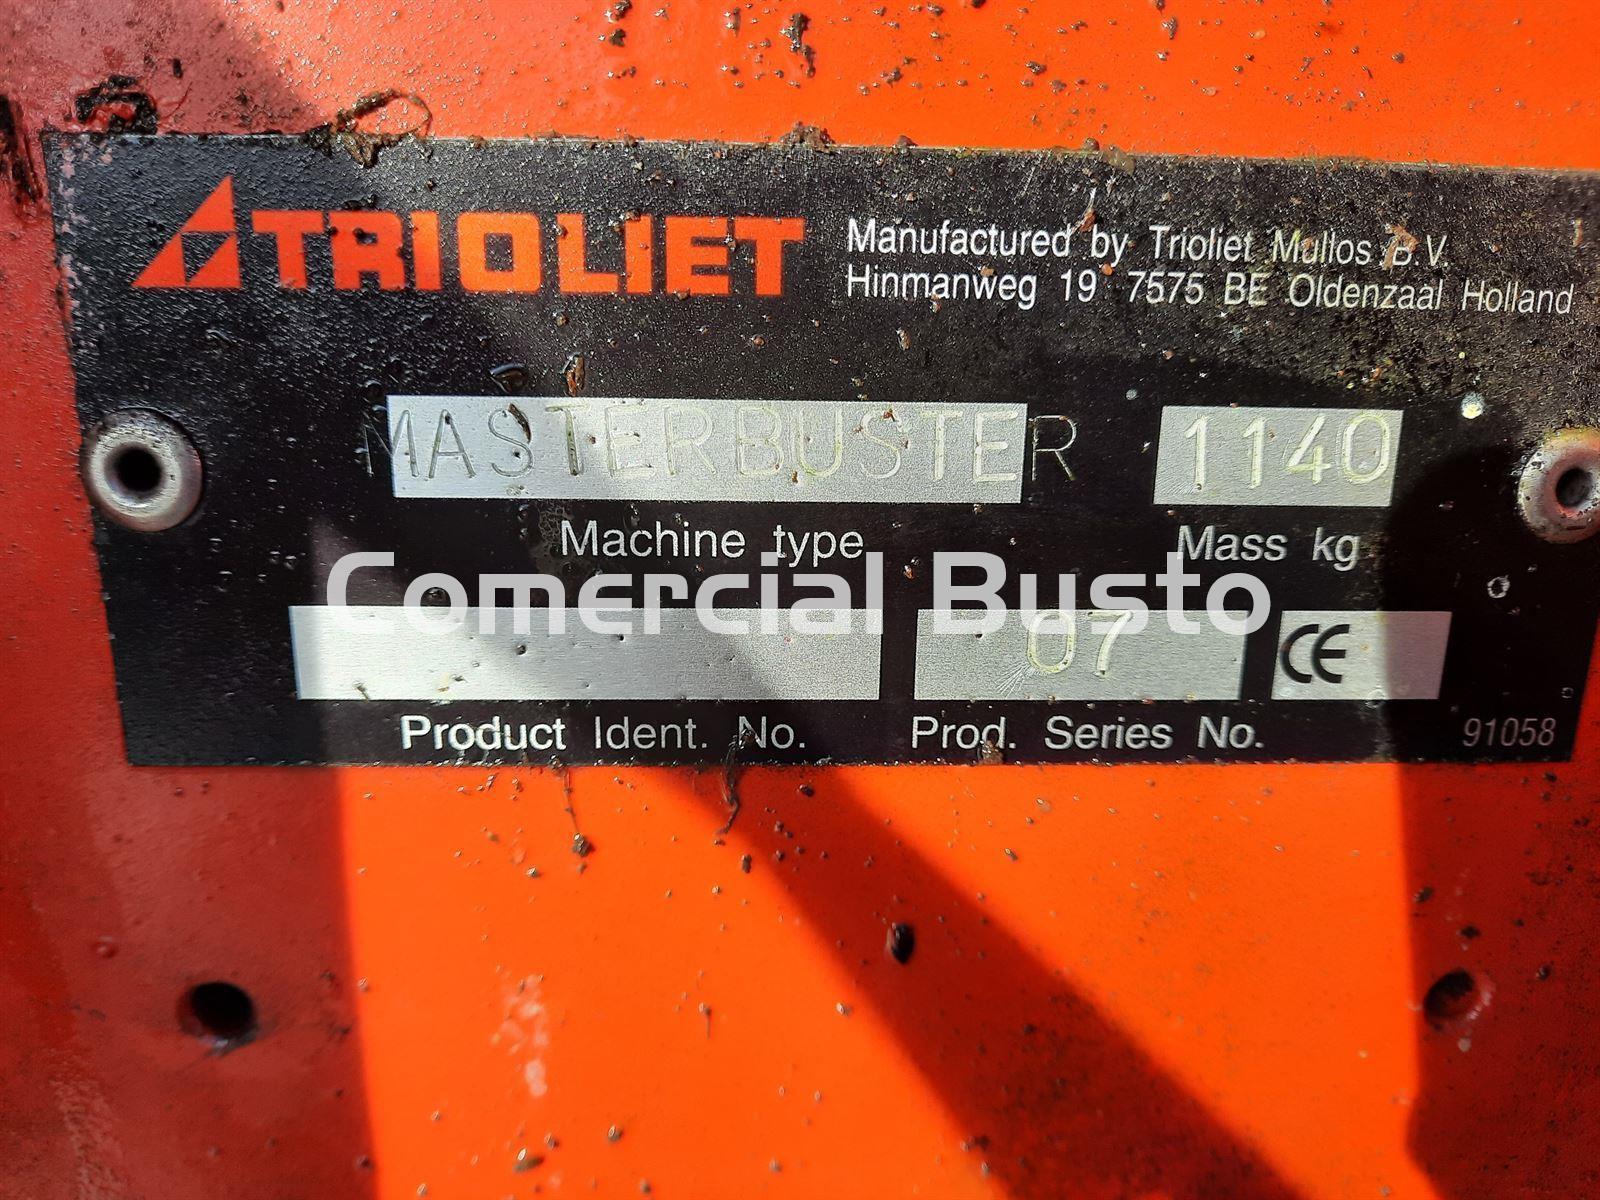 TRIOLIET
Manufactured by Trioliet Mullos B.V.
Hinmanweg 19 7575 BE Oldenzaal Holland
MASTERBUSTER 1140
Machine type Mass kg
Comercial Busto
07 CE
Product Ident. No. Prod. Series No. 91058